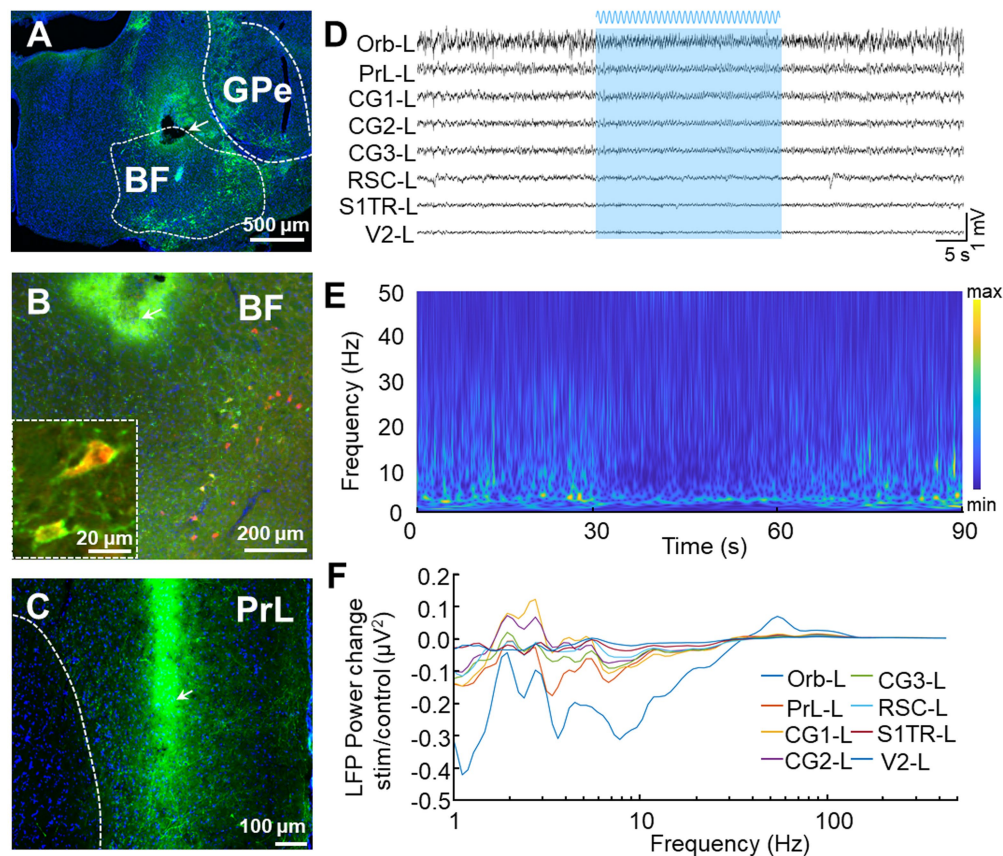 A
GPe
BF
500 µm
B
BF
20 µm
200 µm
C
PrL
100 µm
D
Orb-L
PrL-L
CG1-L
CG2-L
CG3-L
RSC-L
S1TR-L
V2-L
1 mV
5 s
E
Frequency (Hz)
50
40
30
20
10
0
0
30
60
90
Time (s)
max
min
F
LFP Power change
stim/control (µV²)
0.2
0.1
0.0
-0.1
-0.2
-0.3
-0.4
-0.5
1
10
100
Frequency (Hz)
Orb-L
PrL-L
CG1-L
CG2-L
CG3-L
RSC-L
S1TR-L
V2-L